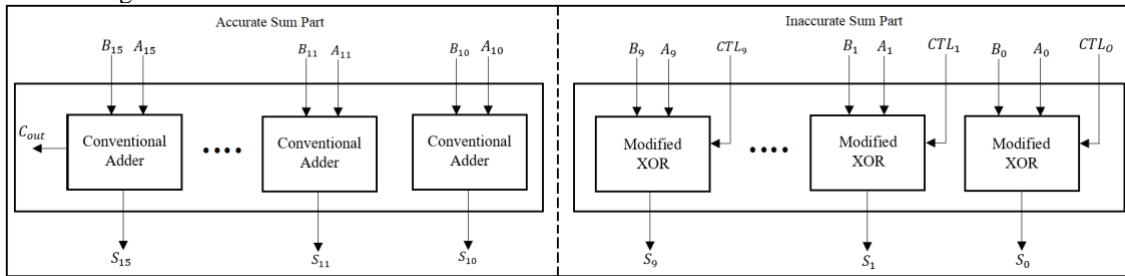 Accurate Sum Part
Inaccurate Sum Part
B15 A15
B11 A11
B10 A10
B9 A9 CTL9
B1 A1 CTL1
B0 A0 CTLO
Cout
Conventional
Adder
....
Conventional
Adder
Conventional
Adder
Modified
XOR
....
Modified
XOR
Modified
XOR
S15
S11
S10
S9
S1
S0